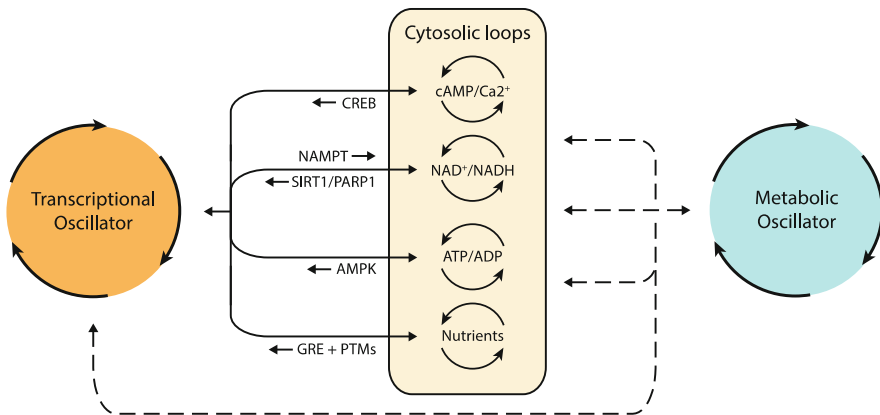 Cytosolic loops
cAMP/Ca2⁺
CREB
NAMPT
SIRT1/PARP1
NAD⁺/NADH
Transcriptional
Oscillator
Metabolic
Oscillator
ATP/ADP
AMPK
Nutrients
GRE + PTMs